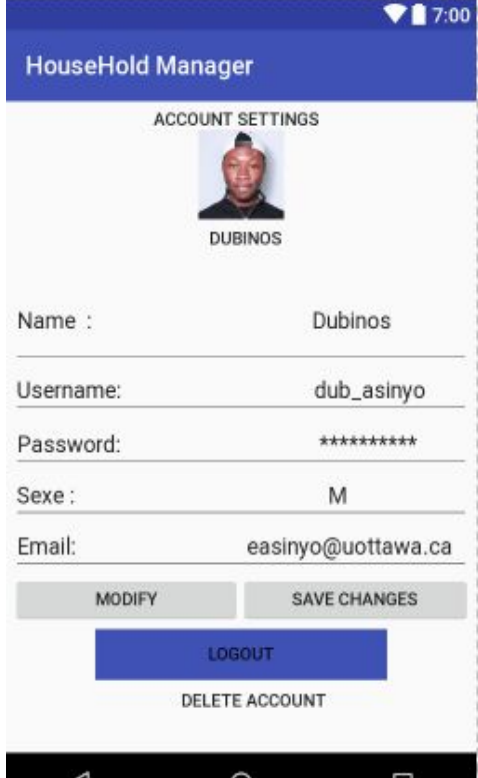 7:00
HouseHold Manager
ACCOUNT SETTINGS
DUBINOS
Name : Dubinos
Username: dub_asinyo
Password: **********
Sexe : M
Email: easinyo@uottawa.ca
MODIFY SAVE CHANGES
LOGOUT
DELETE ACCOUNT